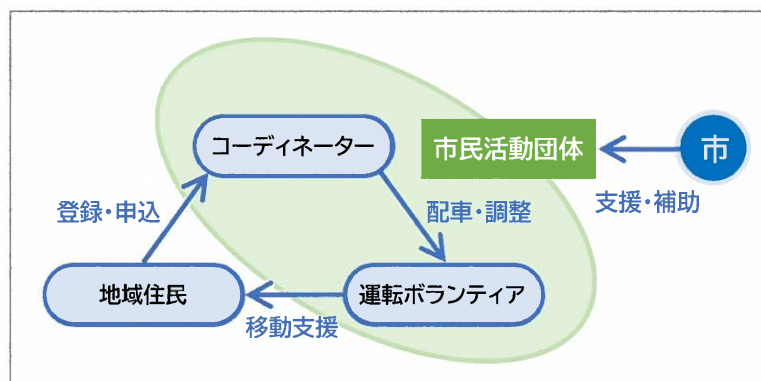 コーディネーター
市民活動団体
市
登録・申込
配車・調整
支援・補助
地域住民
運転ボランティア
移動支援